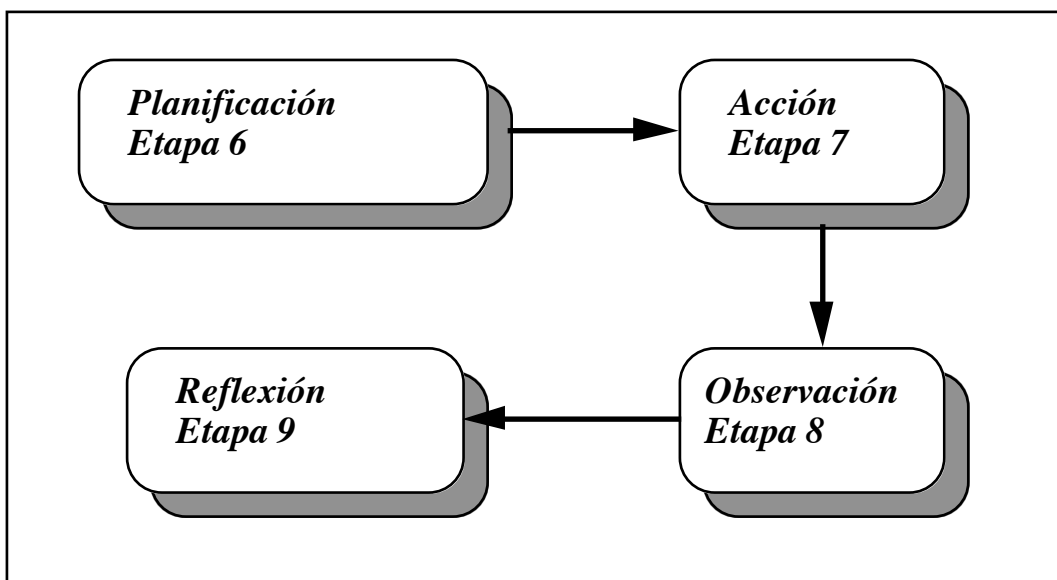 Planificación
Etapa 6
Acción
Etapa 7
Reflexión
Etapa 9
Observación
Etapa 8